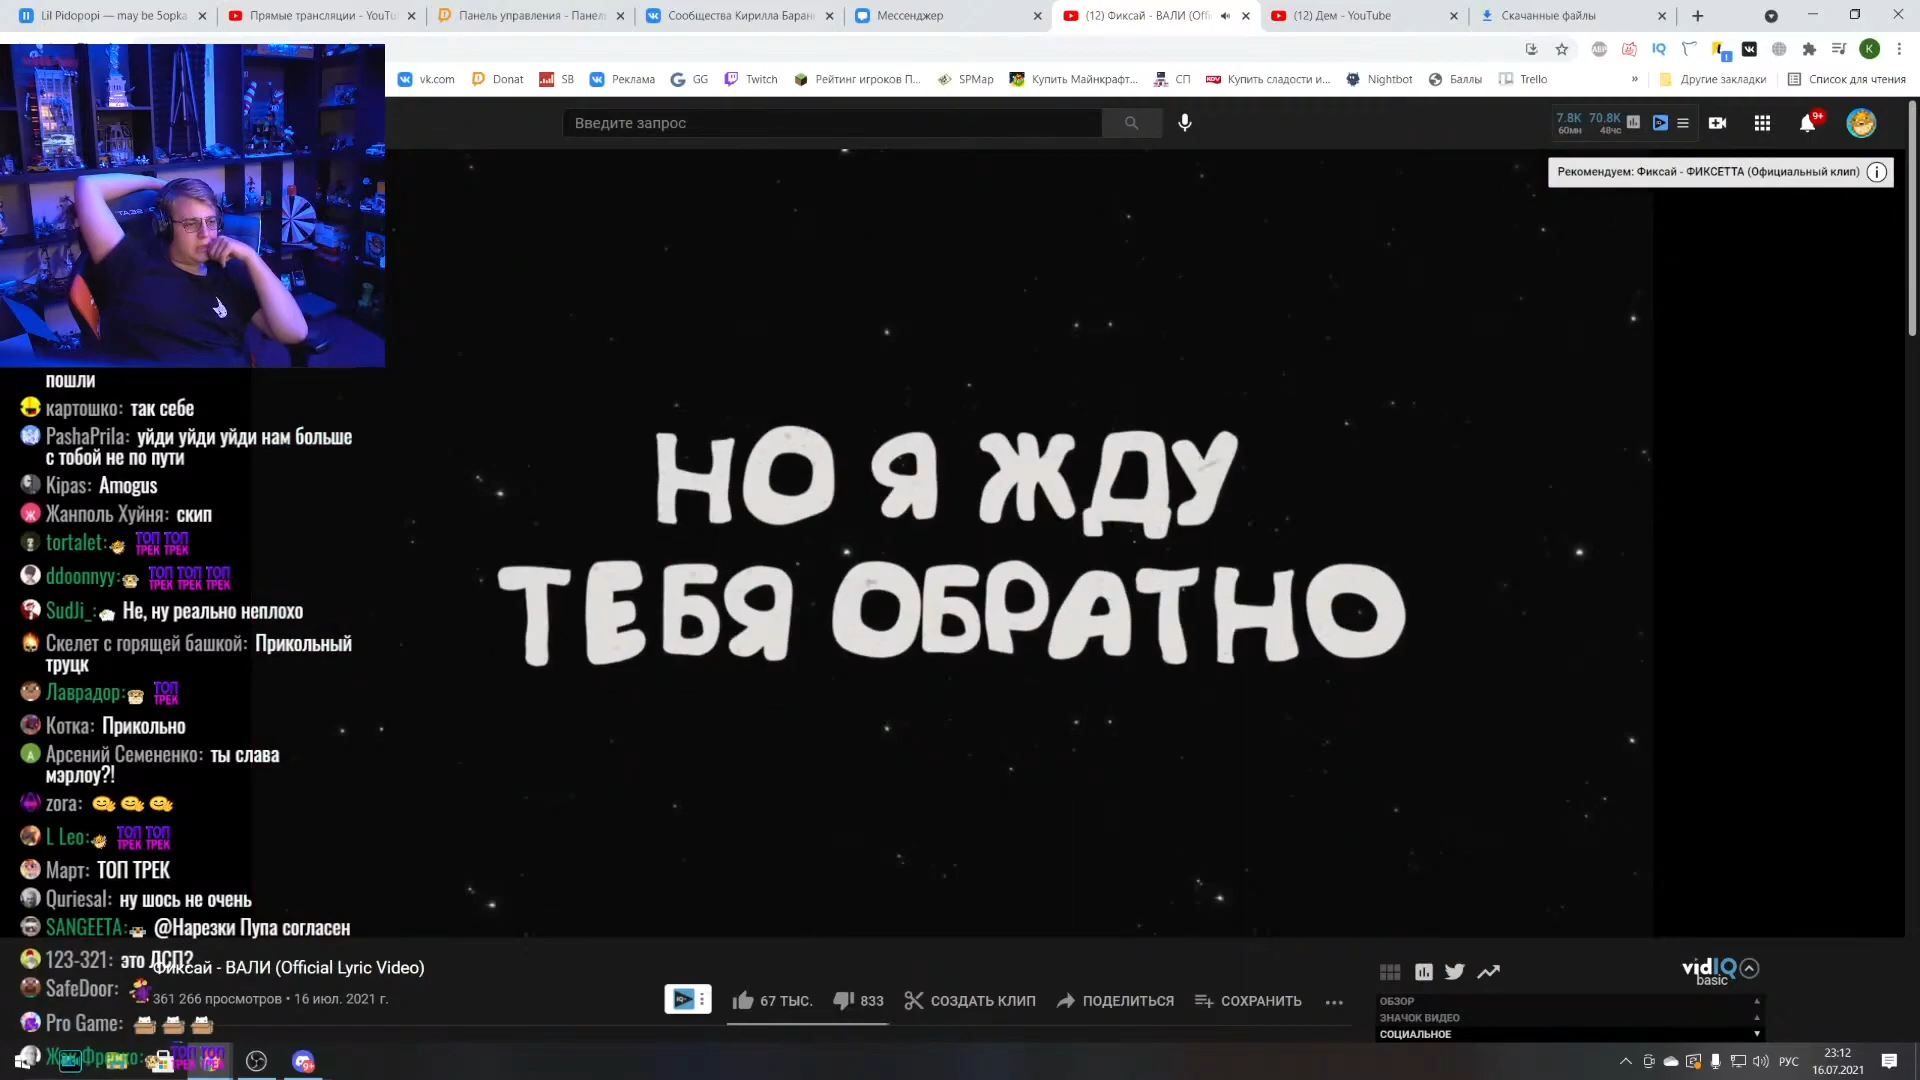 Lil Pidopopi — may be 5opka
Прямые трансляции - YouTu
Панель управления - Панел
Сообщества Кирилла Баран
Мессенджер
(12) Фиксай - ВАЛИ (Offi
(12) Дем - YouTube
Скачанные файлы
vk.com
Donat
SB
Реклама
GG
Twitch
Рейтинг игроков П...
SPMap
Купить Майнкрафт...
СП
Купить сладости и...
Nightbot
Баллы
Trello
»
Другие закладки
Список для чтения
Введите запрос
7.8K 70.8K
60мн 48чс
9+
Рекомендуем: Фиксай - ФИКСЕТТА (Официальный клип)
НО Я ЖДУ
ТЕБЯ ОБРАТНО
пошли
картошко: так себе
PashaPrila: уйди уйди уйди нам больше
с тобой не по пути
Kipas: Amogus
Жанполь Хуйня: скип
tortalet: ТОП ТРЕК ТОП ТРЕК
ddoonnyy: ТОП ТРЕК ТОП ТРЕК ТОП ТРЕК
SudJi_: Не, ну реально неплохо
Скелет с горящей башкой: Прикольный
труцк
Лаврадор: ТОП ТРЕК
Котка: Прикольно
Арсений Семененко: ты слава
мэрлоу?!
zora:
L Leo: ТОП ТРЕК ТОП ТРЕК
Март: ТОП ТРЕК
Quriesal: ну шось не очень
SANGEETA: @Нарезки Пупа согласен
123-321: это ЛСП?
SafeDoor:
Pro Game:
Фиксай - ВАЛИ (Official Lyric Video)
361 266 просмотров • 16 июл. 2021 г.
67 ТЫС.
833
СОЗДАТЬ КЛИП
ПОДЕЛИТЬСЯ
СОХРАНИТЬ
vidIQ
basic
ОБЗОР
ЗНАЧОК ВИДЕО
СОЦИАЛЬНОЕ
РУС
23:12
16.07.2021